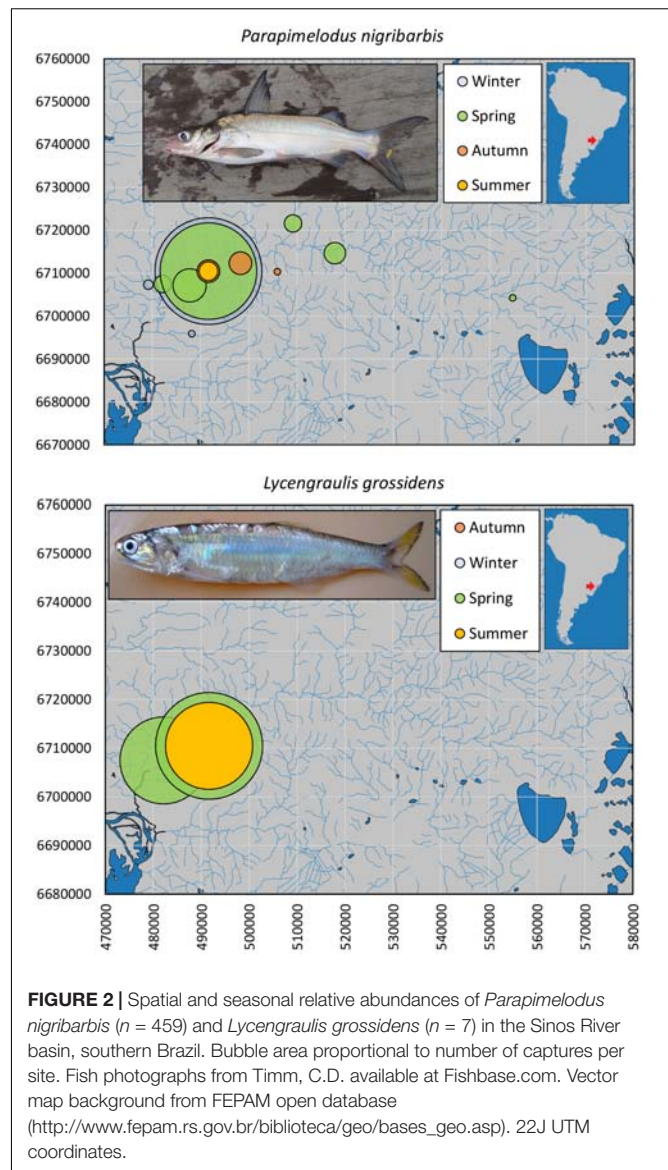 Parapimelodus nigribarbis
6760000
6750000
6740000
6730000
6720000
6710000
6700000
6690000
6680000
6670000
Winter
Spring
Autumn
Summer
Lycengraulis grossidens
6760000
6750000
6740000
6730000
6720000
6710000
6700000
6690000
6680000
Autumn
Winter
Spring
Summer
470000
480000
490000
500000
510000
520000
530000
540000
550000
560000
570000
580000
FIGURE 2 | Spatial and seasonal relative abundances of Parapimelodus
nigribarbis (n = 459) and Lycengraulis grossidens (n = 7) in the Sinos River
basin, southern Brazil. Bubble area proportional to number of captures per
site. Fish photographs from Timm, C.D. available at Fishbase.com. Vector
map background from FEPAM open database
(http://www.fepam.rs.gov.br/biblioteca/geo/bases_geo.asp). 22J UTM
coordinates.